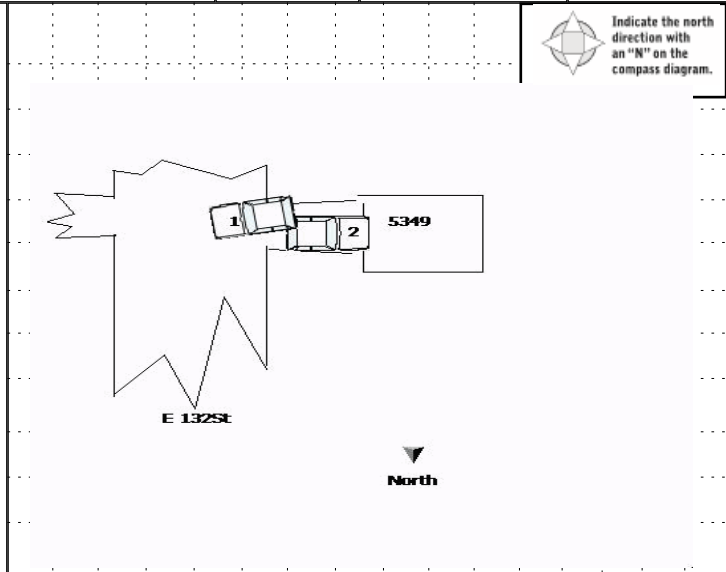 Indicate the north
direction with
an “N” on the
compass diagram.
1
2
5349
E 132St
North